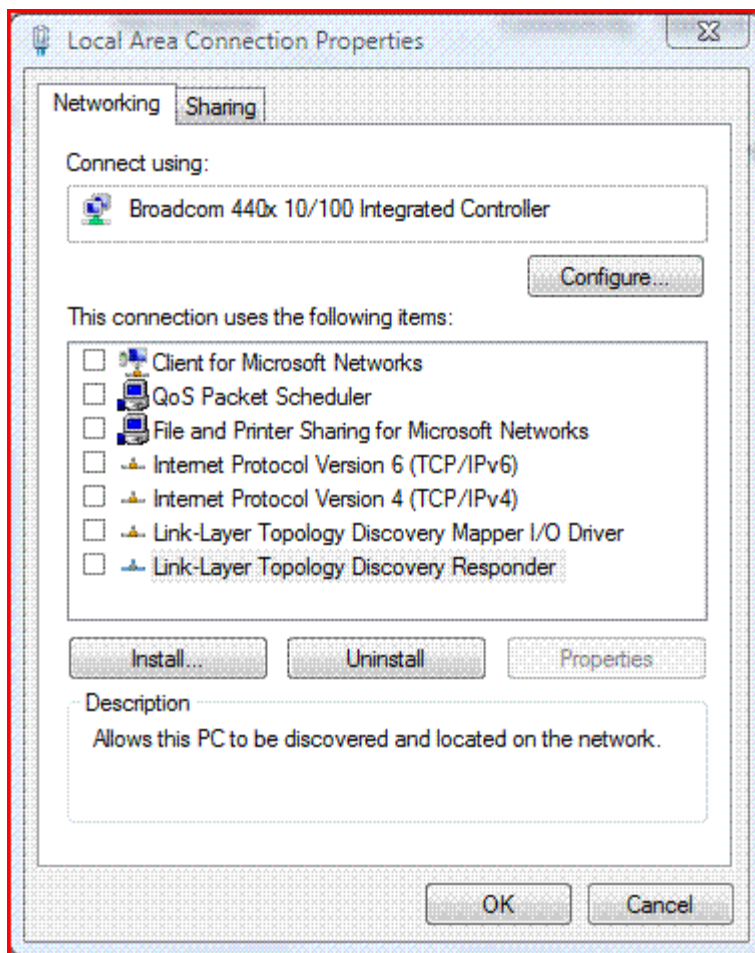 Local Area Connection Properties
Networking
Sharing
Connect using:
Broadcom 440x 10/100 Integrated Controller
Configure...
This connection uses the following items:
Client for Microsoft Networks
QoS Packet Scheduler
File and Printer Sharing for Microsoft Networks
Internet Protocol Version 6 (TCP/IPv6)
Internet Protocol Version 4 (TCP/IPv4)
Link-Layer Topology Discovery Mapper I/O Driver
Link-Layer Topology Discovery Responder
Install...
Uninstall
Properties
Description
Allows this PC to be discovered and located on the network.
OK
Cancel